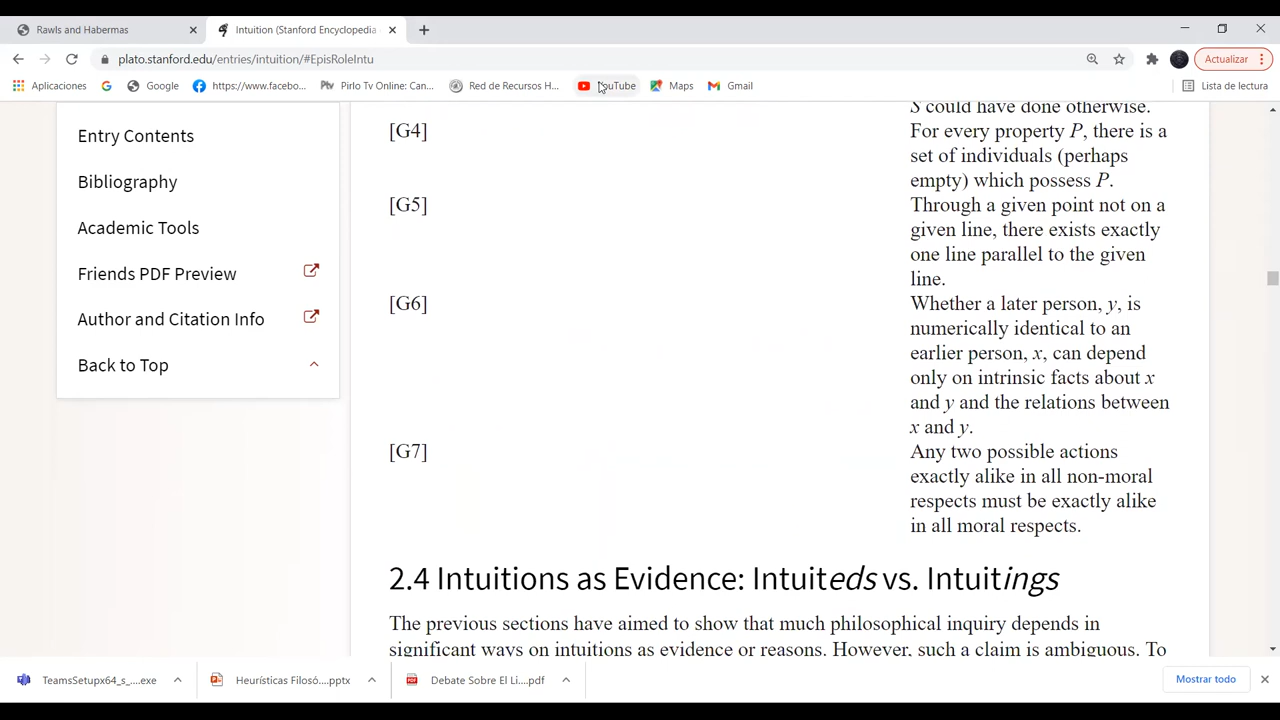 Rawls and Habermas
Intuition (Stanford Encyclopedia
plato.stanford.edu/entries/intuition/#EpisRoleIntu
Actualizar
Aplicaciones
Google
https://www.facebo...
Pirlo Tv Online: Can...
Red de Recursos H...
YouTube
Maps
Gmail
Lista de lectura
Entry Contents
Bibliography
Academic Tools
Friends PDF Preview
Author and Citation Info
Back to Top
S could have done otherwise.
[G4]
For every property P, there is a
set of individuals (perhaps
empty) which possess P.
[G5]
Through a given point not on a
given line, there exists exactly
one line parallel to the given
line.
[G6]
Whether a later person, y, is
numerically identical to an
earlier person, x, can depend
only on intrinsic facts about x
and y and the relations between
x and y.
[G7]
Any two possible actions
exactly alike in all non-moral
respects must be exactly alike
in all moral respects.
2.4 Intuitions as Evidence: Intuiteds vs. Intuitings
The previous sections have aimed to show that much philosophical inquiry depends in
significant ways on intuitions as evidence or reasons. However, such a claim is ambiguous. To
TeamsSetupx64_s_....exe
Heurísticas Filosó....pptx
Debate Sobre El Li....pdf
Mostrar todo